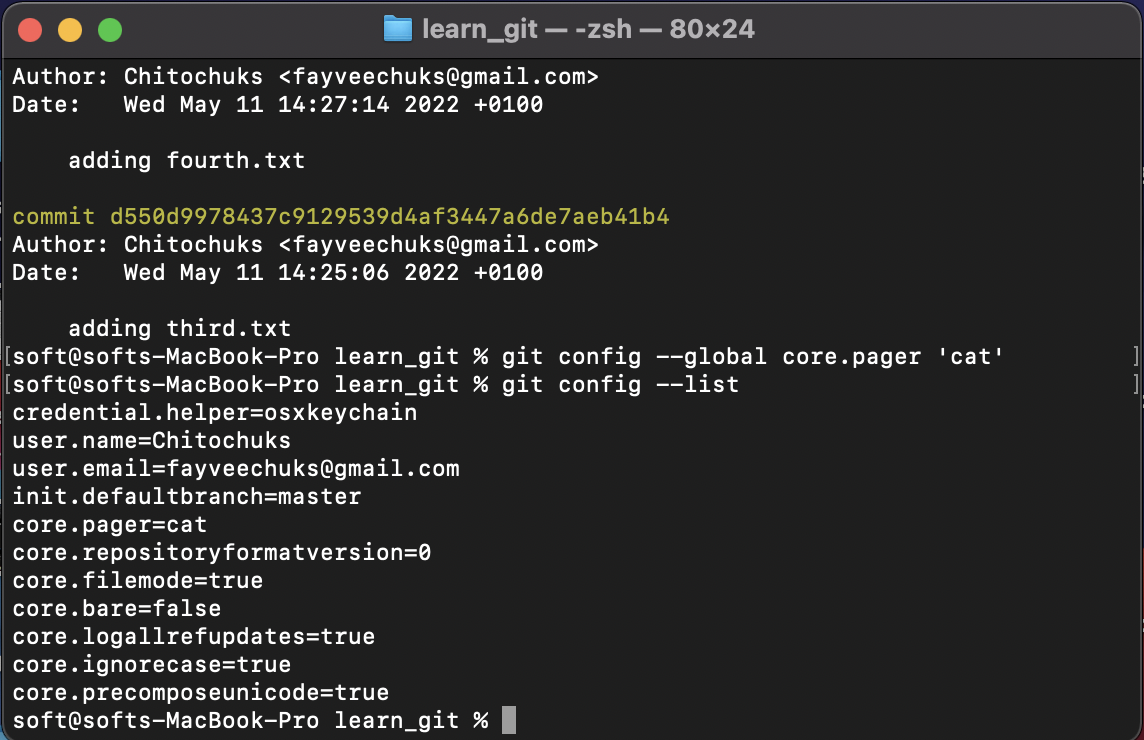 learn_git — -zsh — 80×24
Author: Chitochuks <fayveechuks@gmail.com>
Date:   Wed May 11 14:27:14 2022 +0100
    adding fourth.txt
commit d550d9978437c9129539d4af3447a6de7aeb41b4
Author: Chitochuks <fayveechuks@gmail.com>
Date:   Wed May 11 14:25:06 2022 +0100
    adding third.txt
[soft@softs-MacBook-Pro learn_git % git config --global core.pager 'cat' ]
[soft@softs-MacBook-Pro learn_git % git config --list ]
credential.helper=osxkeychain
user.name=Chitochuks
user.email=fayveechuks@gmail.com
init.defaultbranch=master
core.pager=cat
core.repositoryformatversion=0
core.filemode=true
core.bare=false
core.logallrefupdates=true
core.ignorecase=true
core.precomposeunicode=true
soft@softs-MacBook-Pro learn_git %